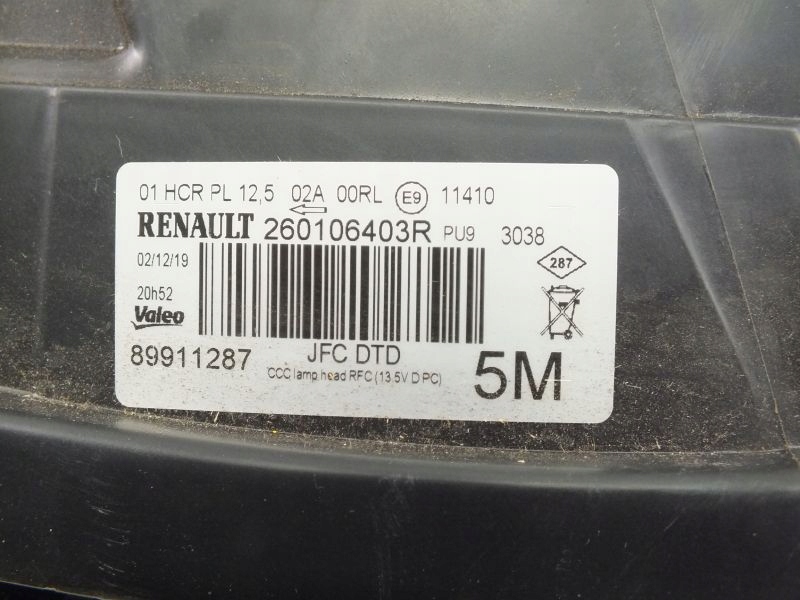 01 HCR PL 12,5 02A 00RL E9 11410
RENAULT 260106403R PU9 3038
02/12/19
287
20h52
Valeo
89911287 JFC DTD
CCC lamp head RFC (13.5V D PC)
5M